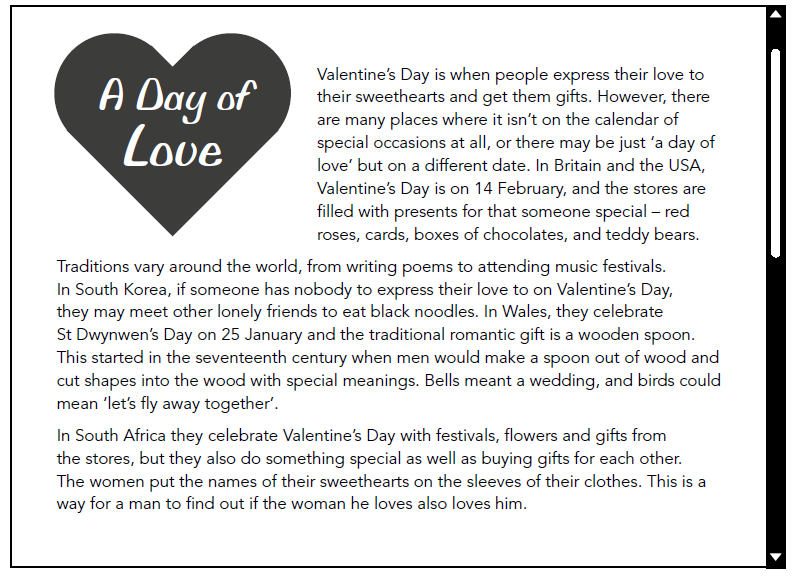 A Day of
Love
Valentine’s Day is when people express their love to
their sweethearts and get them gifts. However, there
are many places where it isn’t on the calendar of
special occasions at all, or there may be just ‘a day of
love’ but on a different date. In Britain and the USA,
Valentine’s Day is on 14 February, and the stores are
filled with presents for that someone special – red
roses, cards, boxes of chocolates, and teddy bears.
Traditions vary around the world, from writing poems to attending music festivals.
In South Korea, if someone has nobody to express their love to on Valentine’s Day,
they may meet other lonely friends to eat black noodles. In Wales, they celebrate
St Dwynwen’s Day on 25 January and the traditional romantic gift is a wooden spoon.
This started in the seventeenth century when men would make a spoon out of wood and
cut shapes into the wood with special meanings. Bells meant a wedding, and birds could
mean ‘let’s fly away together’.
In South Africa they celebrate Valentine’s Day with festivals, flowers and gifts from
the stores, but they also do something special as well as buying gifts for each other.
The women put the names of their sweethearts on the sleeves of their clothes. This is a
way for a man to find out if the woman he loves also loves him.